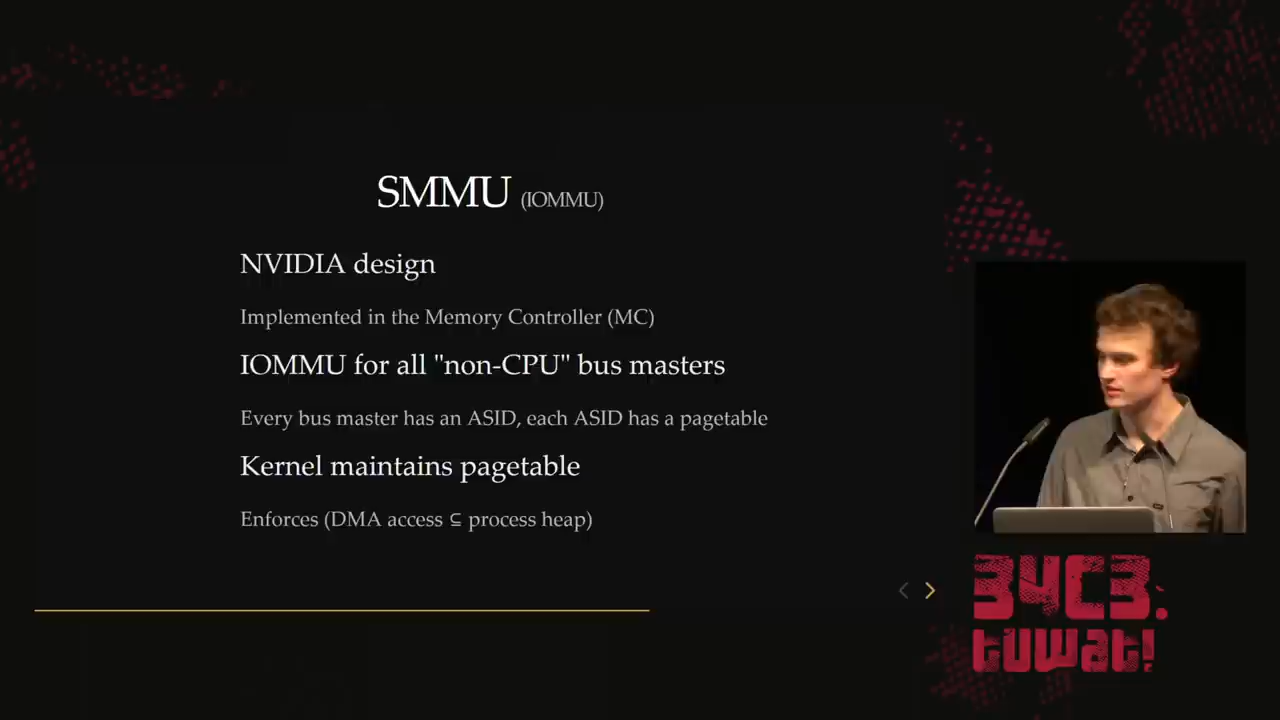 SMMU (IOMMU)
NVIDIA design
Implemented in the Memory Controller (MC)
IOMMU for all "non-CPU" bus masters
Every bus master has an ASID, each ASID has a pagetable
Kernel maintains pagetable
Enforces (DMA access ⊆ process heap)
34C3.
tuwat!